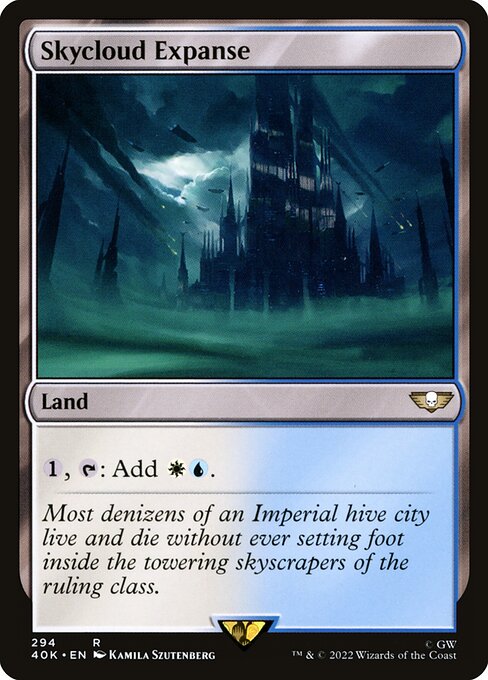 Skycloud Expanse
Land
1, : Add .
Most denizens of an Imperial hive city
live and die without ever setting foot
inside the towering skyscrapers of the
ruling class.
294 R
40K • EN Kamila Szutenberg
© GW
™ & © 2022 Wizards of the Coast